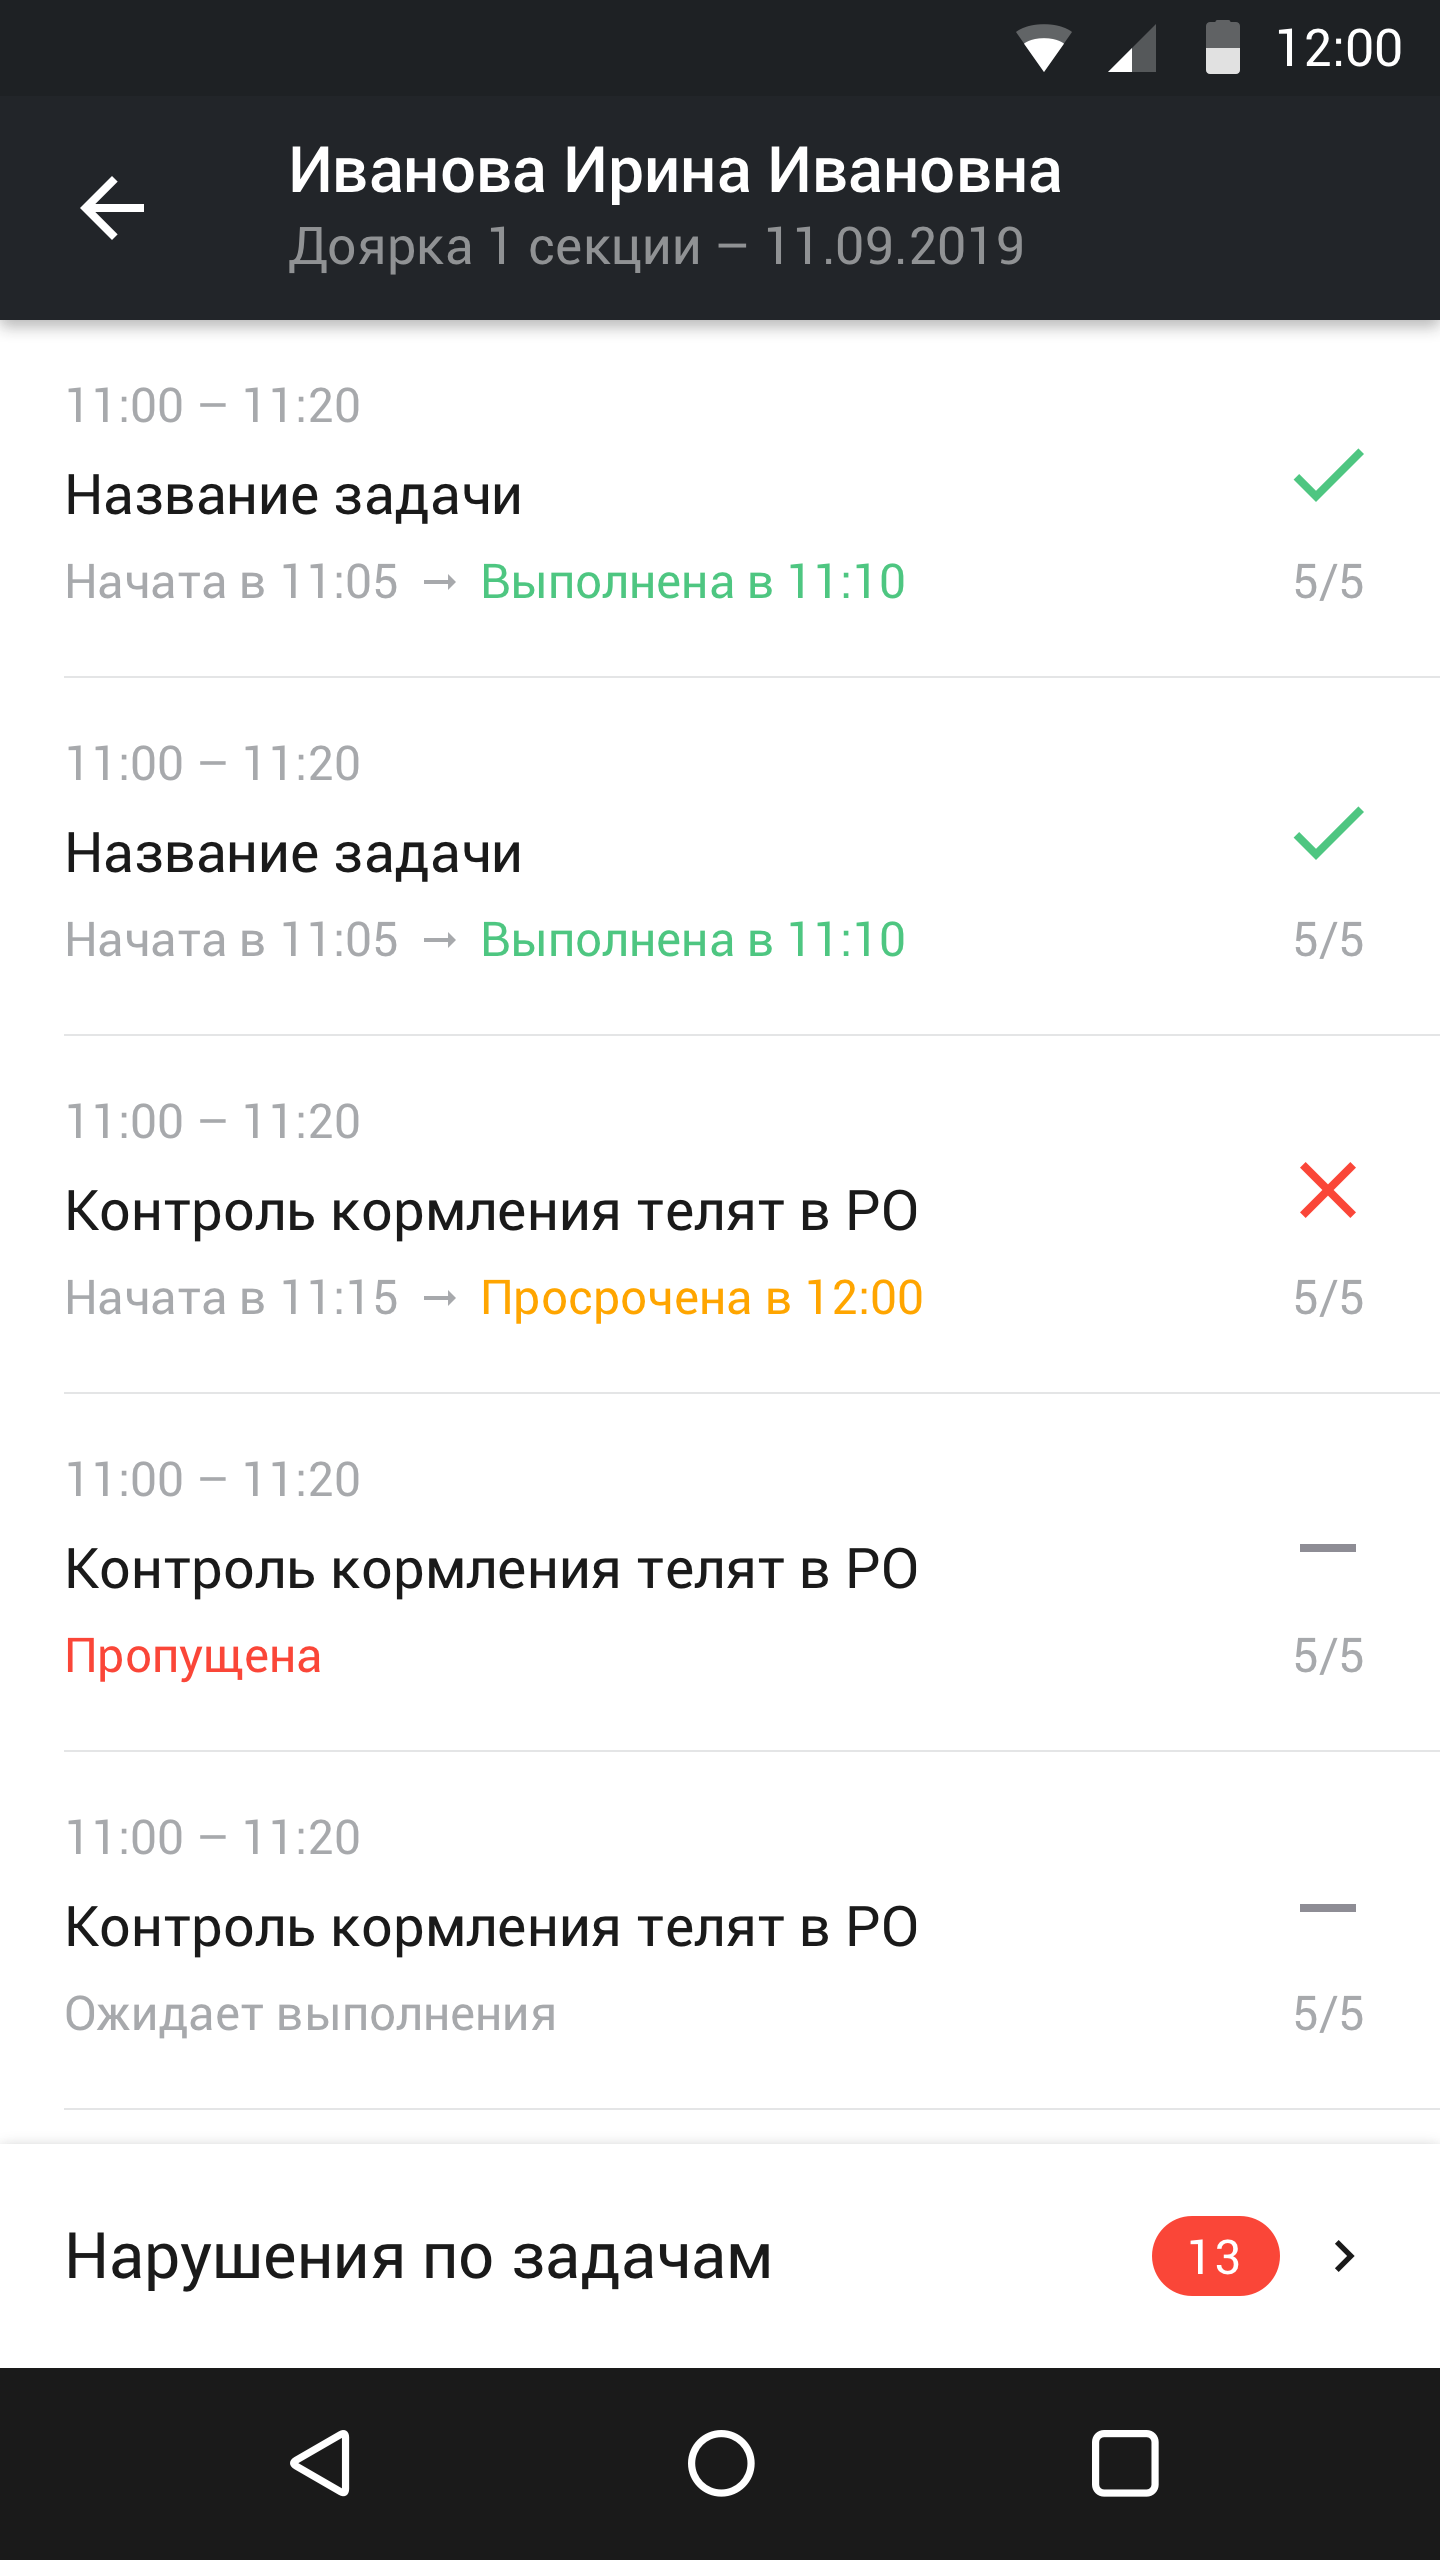 12:00
Иванова Ирина Ивановна
Доярка 1 секции – 11.09.2019
11:00 – 11:20
Название задачи
Начата в 11:05 → Выполнена в 11:10
5/5
11:00 – 11:20
Название задачи
Начата в 11:05 → Выполнена в 11:10
5/5
11:00 – 11:20
Контроль кормления телят в РО
Начата в 11:15 → Просрочена в 12:00
5/5
11:00 – 11:20
Контроль кормления телят в РО
Пропущена
5/5
11:00 – 11:20
Контроль кормления телят в РО
Ожидает выполнения
5/5
Нарушения по задачам
13